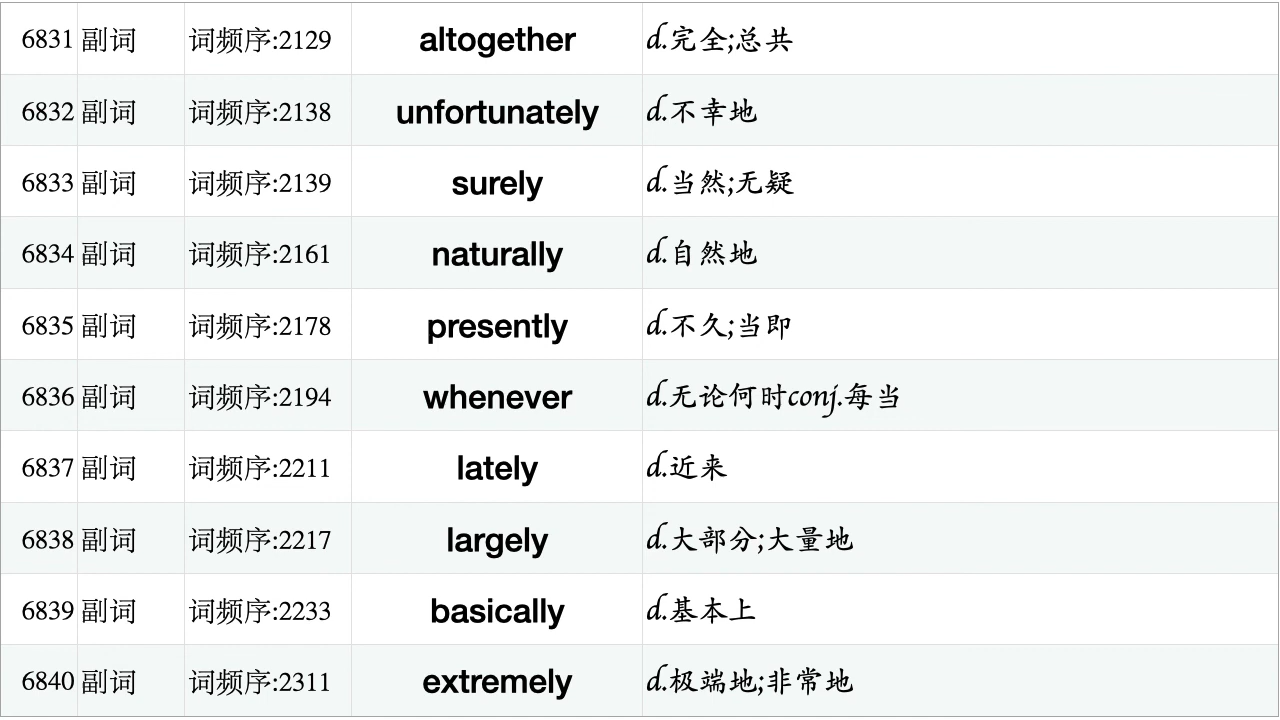 6831 副词 词频序:2129 altogether d.完全;总共
6832 副词 词频序:2138 unfortunately d.不幸地
6833 副词 词频序:2139 surely d.当然;无疑
6834 副词 词频序:2161 naturally d.自然地
6835 副词 词频序:2178 presently d.不久;当即
6836 副词 词频序:2194 whenever d.无论何时conj.每当
6837 副词 词频序:2211 lately d.近来
6838 副词 词频序:2217 largely d.大部分;大量地
6839 副词 词频序:2233 basically d.基本上
6840 副词 词频序:2311 extremely d.极端地;非常地